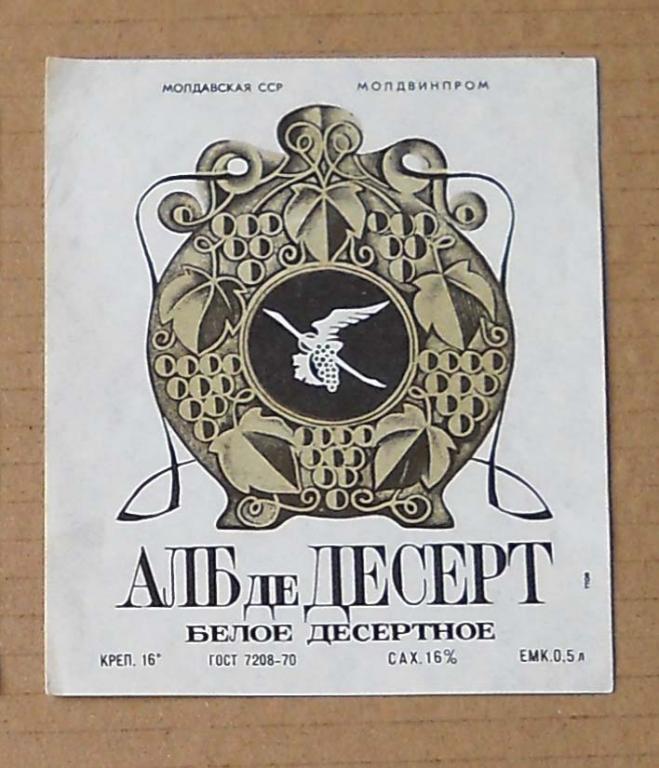 МОЛДАВСКАЯ ССР МОЛДВИНПРОМ
АЛБ ДЕ ДЕСЕРТ
БЕЛОЕ ДЕСЕРТНОЕ
КРЕП. 16° ГОСТ 7208-70 САХ. 16% ЕМК. 0,5 л